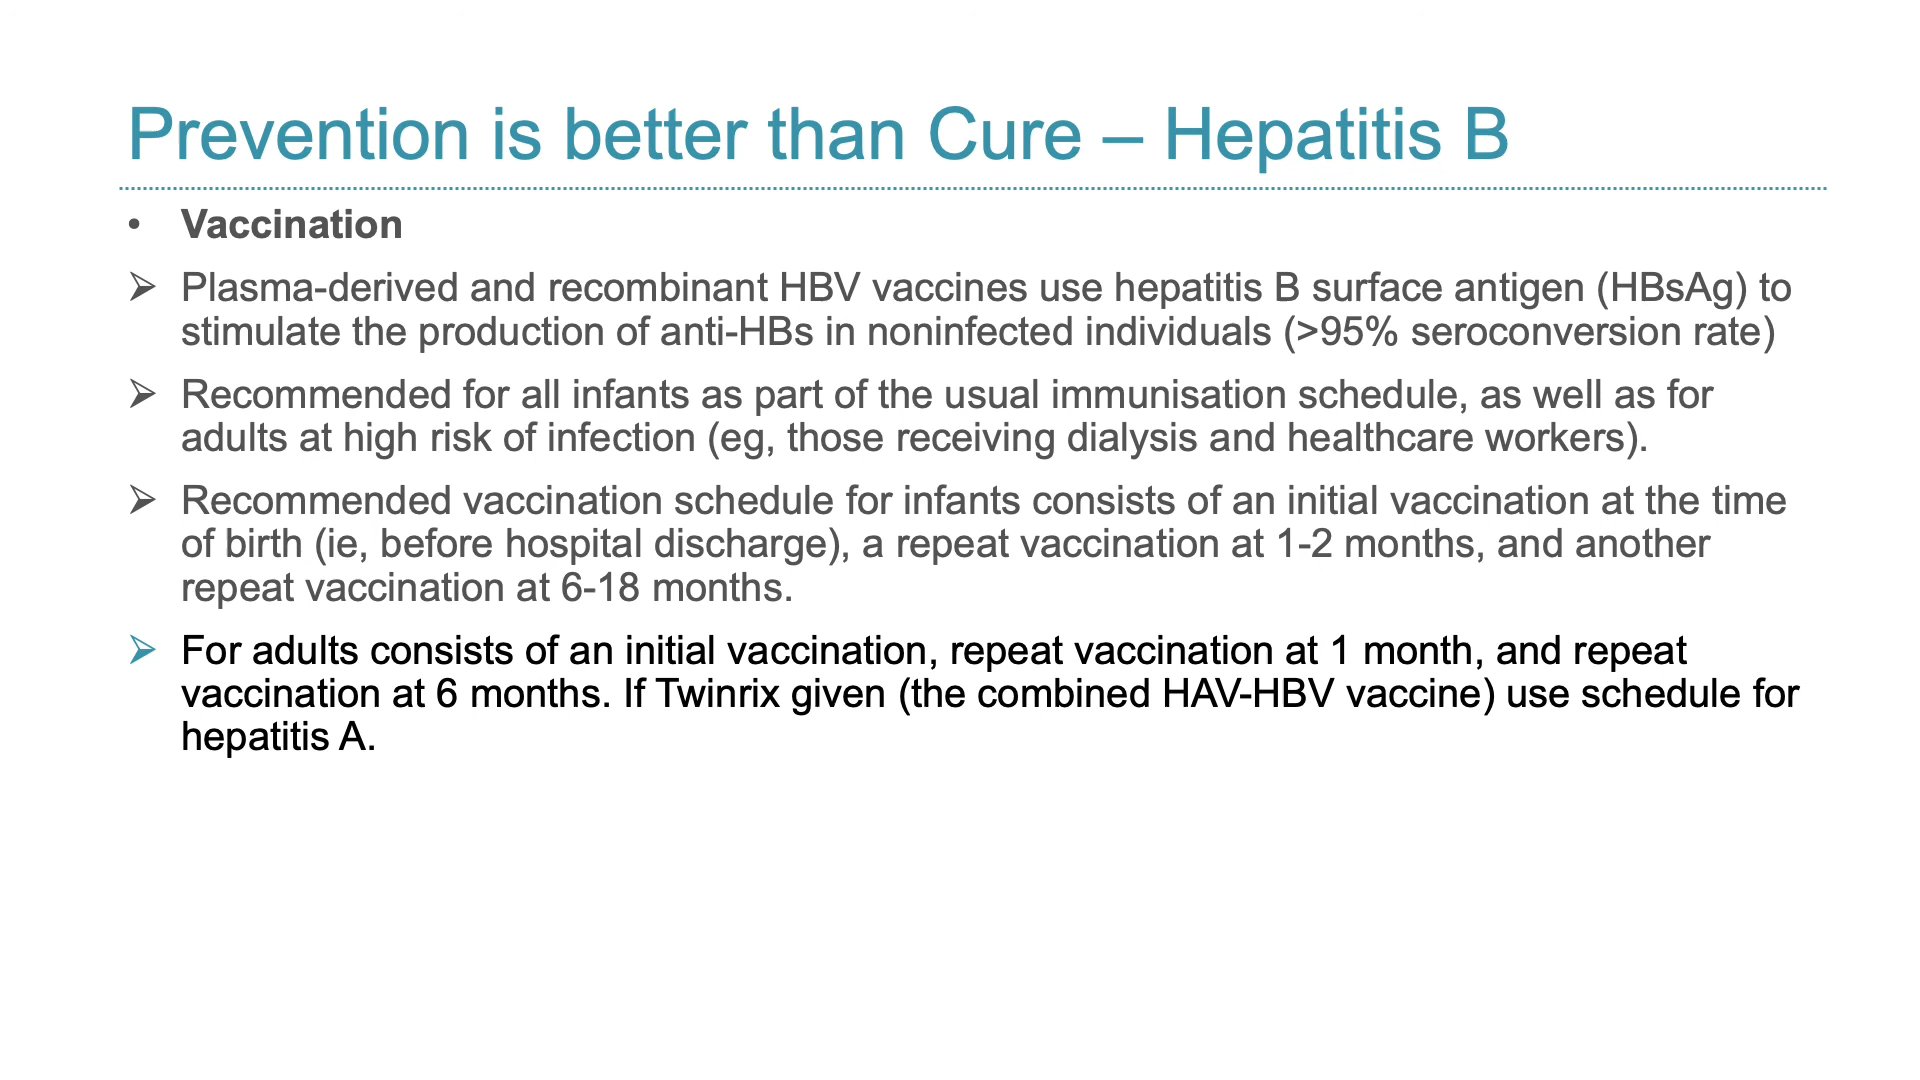 Prevention is better than Cure – Hepatitis B
• Vaccination
➢ Plasma-derived and recombinant HBV vaccines use hepatitis B surface antigen (HBsAg) to
stimulate the production of anti-HBs in noninfected individuals (>95% seroconversion rate)
➢ Recommended for all infants as part of the usual immunisation schedule, as well as for
adults at high risk of infection (eg, those receiving dialysis and healthcare workers).
➢ Recommended vaccination schedule for infants consists of an initial vaccination at the time
of birth (ie, before hospital discharge), a repeat vaccination at 1-2 months, and another
repeat vaccination at 6-18 months.
➢ For adults consists of an initial vaccination, repeat vaccination at 1 month, and repeat
vaccination at 6 months. If Twinrix given (the combined HAV-HBV vaccine) use schedule for
hepatitis A.